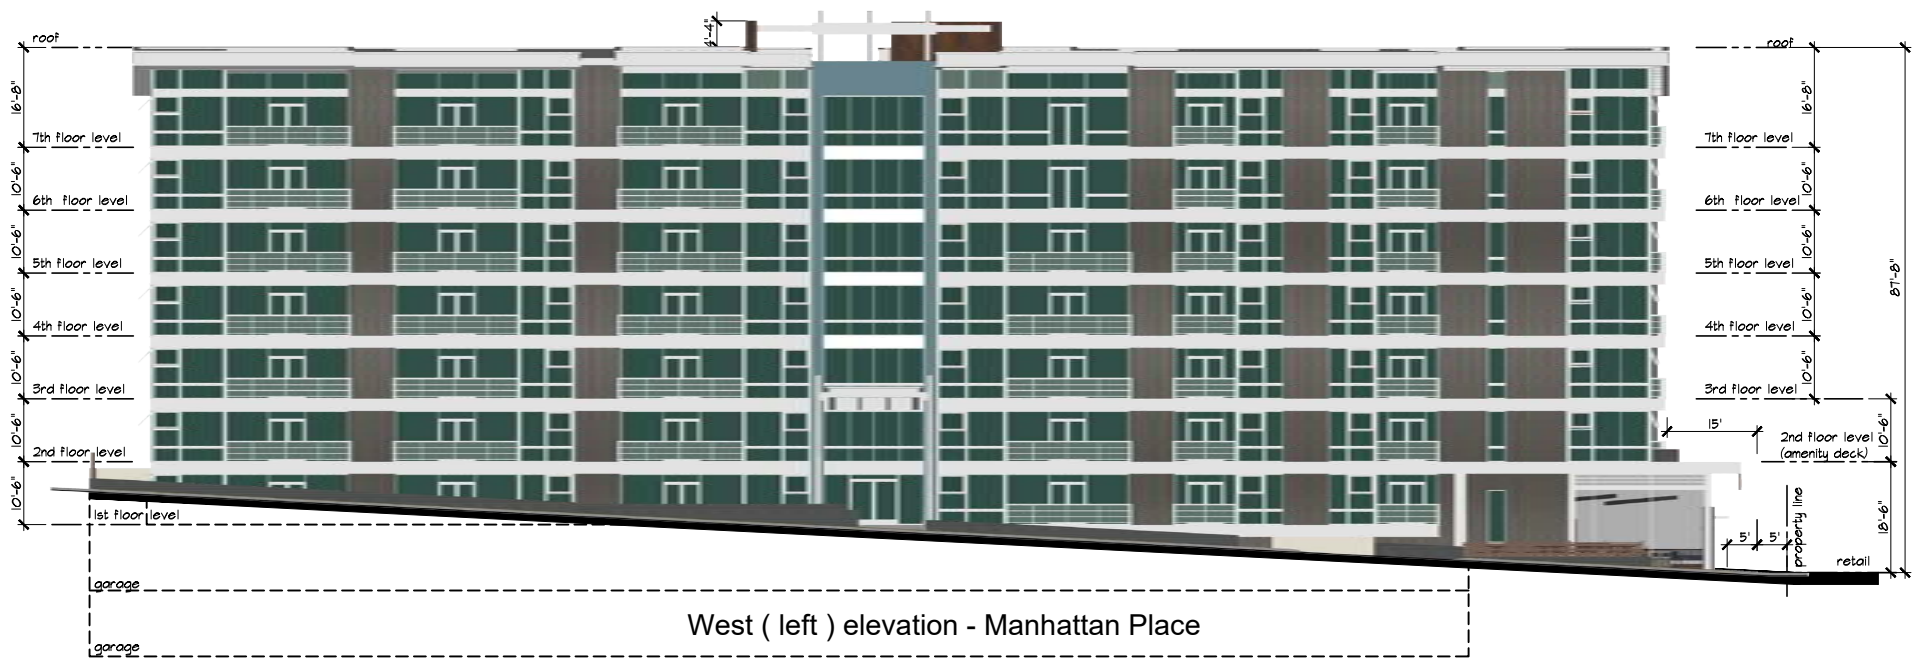 4'-4"
roof
roof
16'-8"
16'-8"
7th floor level
7th floor level
10'-6"
10'-6"
6th floor level
6th floor level
10'-6"
10'-6"
5th floor level
5th floor level
87'-8"
10'-6"
10'-6"
4th floor level
4th floor level
10'-6"
10'-6"
3rd floor level
3rd floor level
10'-6"
15'
10'-6"
2nd floor level
2nd floor level
(amenity deck)
10'-6"
1st floor level
property line
18'-6"
5'
5'
retail
garage
West ( left ) elevation - Manhattan Place
garage